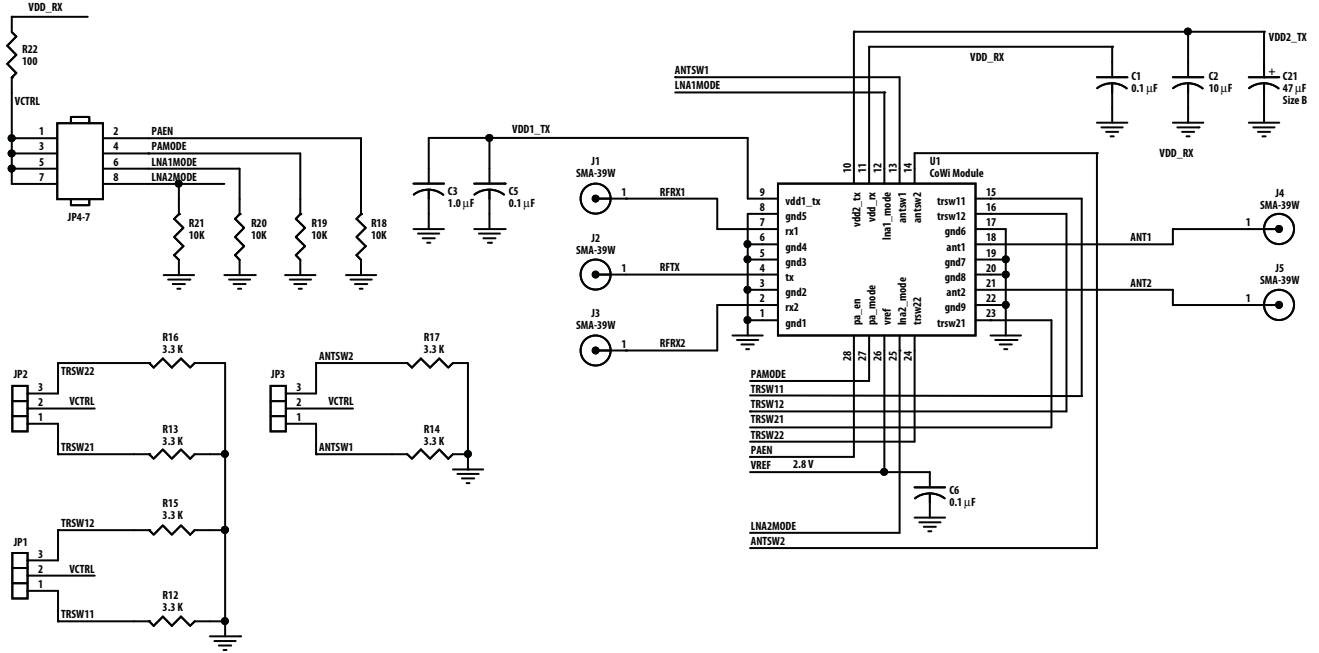 VDD_RX
R22
100
VCTRL
1
3
5
7
2
4
6
8
PAEN
PAMODE
LNA1MODE
LNA2MODE
JP4-7
R21
10K
R20
10K
R19
10K
R18
10K
VDD1_TX
C3
1.0 µF
C5
0.1 µF
ANTSW1
LNA1MODE
VDD_RX
VDD2_TX
C1
0.1 µF
C2
10 µF
+
C21
47 µF
Size B
VDD_RX
J1
SMA-39W
1
RFRX1
J2
SMA-39W
1
RFTX
J3
SMA-39W
1
RFRX2
U1
CoWi Module
10
11
12
13
14
vdd2_tx
vdd_rx
lna1_mode
antsw1
antsw2
9
8
7
6
5
4
3
2
1
vdd1_tx
gnd5
rx1
gnd4
gnd3
tx
gnd2
rx2
gnd1
trsw11
trsw12
gnd6
ant1
gnd7
gnd8
ant2
gnd9
trsw21
15
16
17
18
19
20
21
22
23
pa_en
pa_mode
vref
lna2_mode
trsw22
28
27
26
25
24
ANT1
J4
SMA-39W
1
ANT2
J5
SMA-39W
1
PAMODE
TRSW11
TRSW12
TRSW21
TRSW22
PAEN
VREF 2.8 V
C6
0.1 µF
LNA2MODE
ANTSW2
JP2
3
2
1
TRSW22
VCTRL
TRSW21
R16
3.3 K
R13
3.3 K
JP3
3
2
1
ANTSW2
VCTRL
ANTSW1
R17
3.3 K
R14
3.3 K
JP1
3
2
1
TRSW12
VCTRL
TRSW11
R15
3.3 K
R12
3.3 K